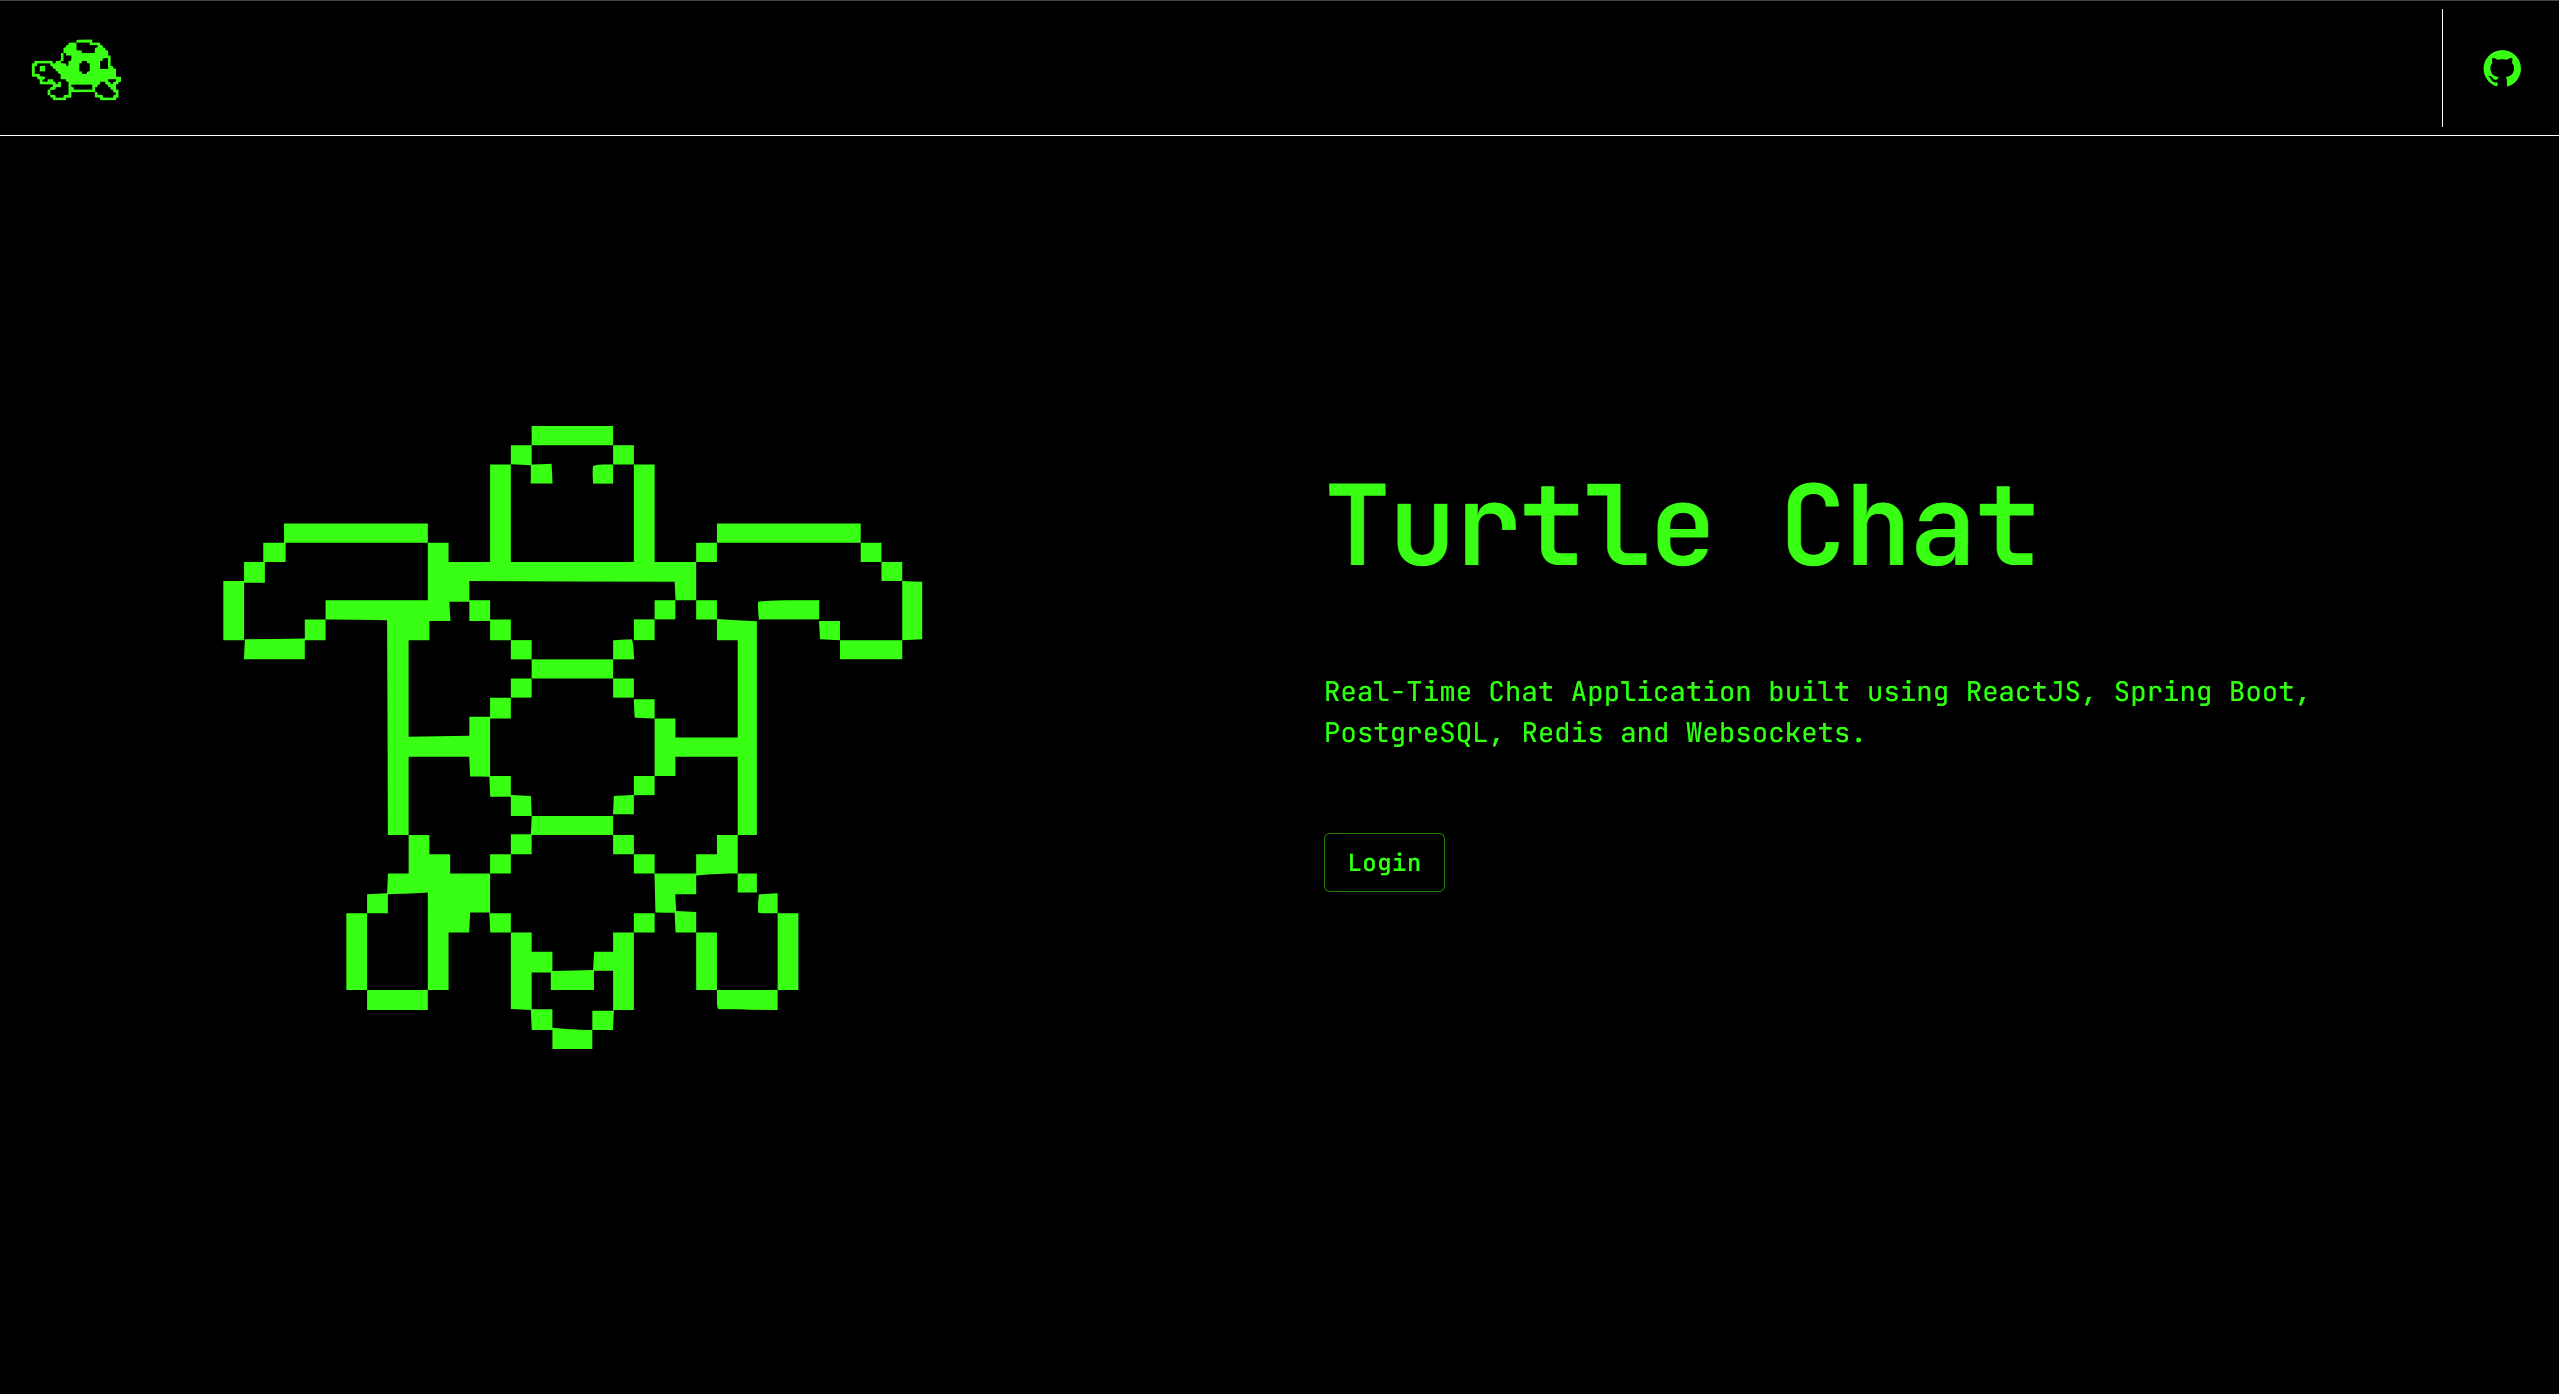 Turtle Chat
Real-Time Chat Application built using ReactJS, Spring Boot,
PostgreSQL, Redis and Websockets.
Login